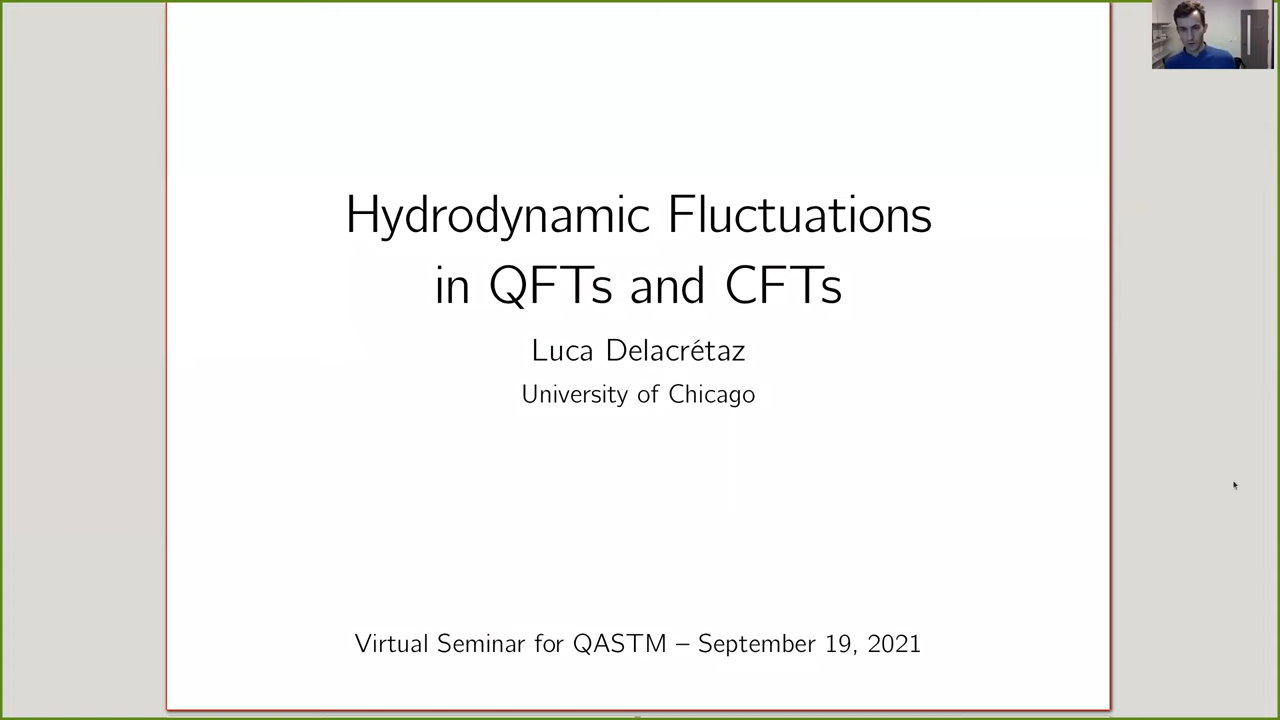 Hydrodynamic Fluctuations
in QFTs and CFTs
Luca Delacrétaz
University of Chicago
Virtual Seminar for QASTM – September 19, 2021